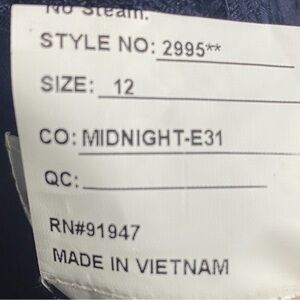 No Steam.
STYLE NO: 2995**
SIZE: 12
CO: MIDNIGHT-E31
QC:
RN#91947
MADE IN VIETNAM